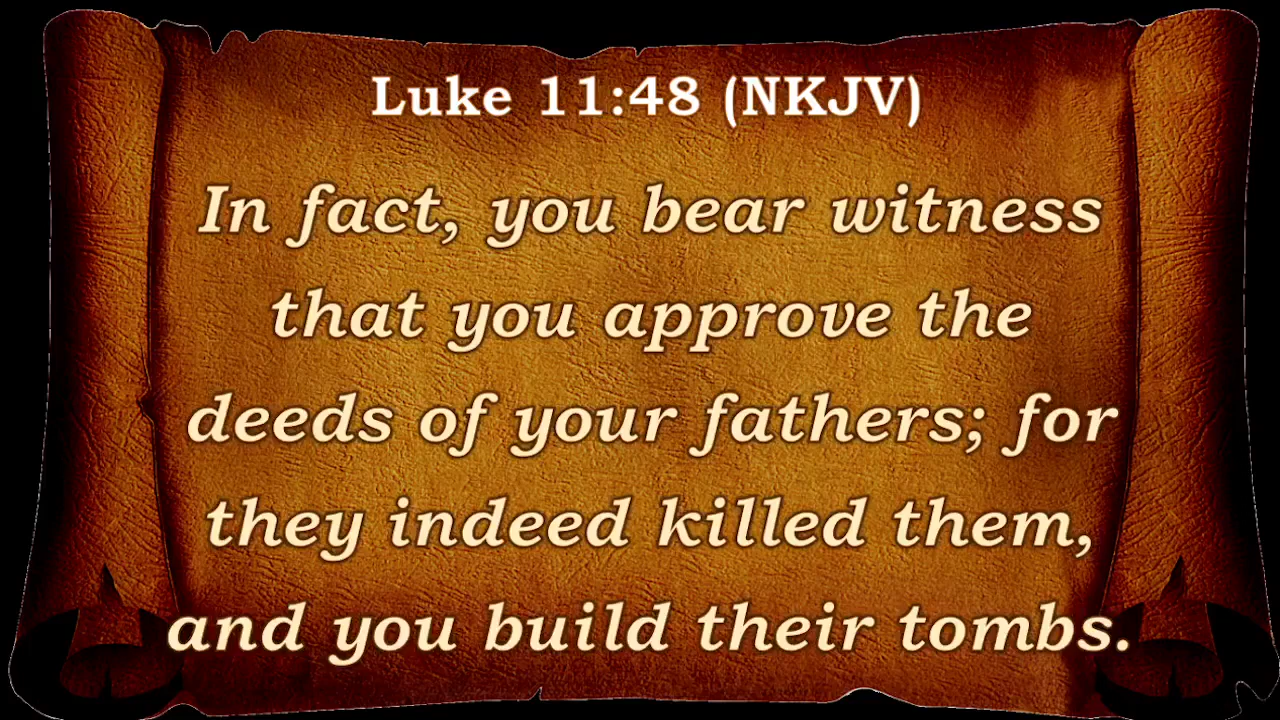 Luke 11:48 (NKJV)
In fact, you bear witness
that you approve the
deeds of your fathers; for
they indeed killed them,
and you build their tombs.